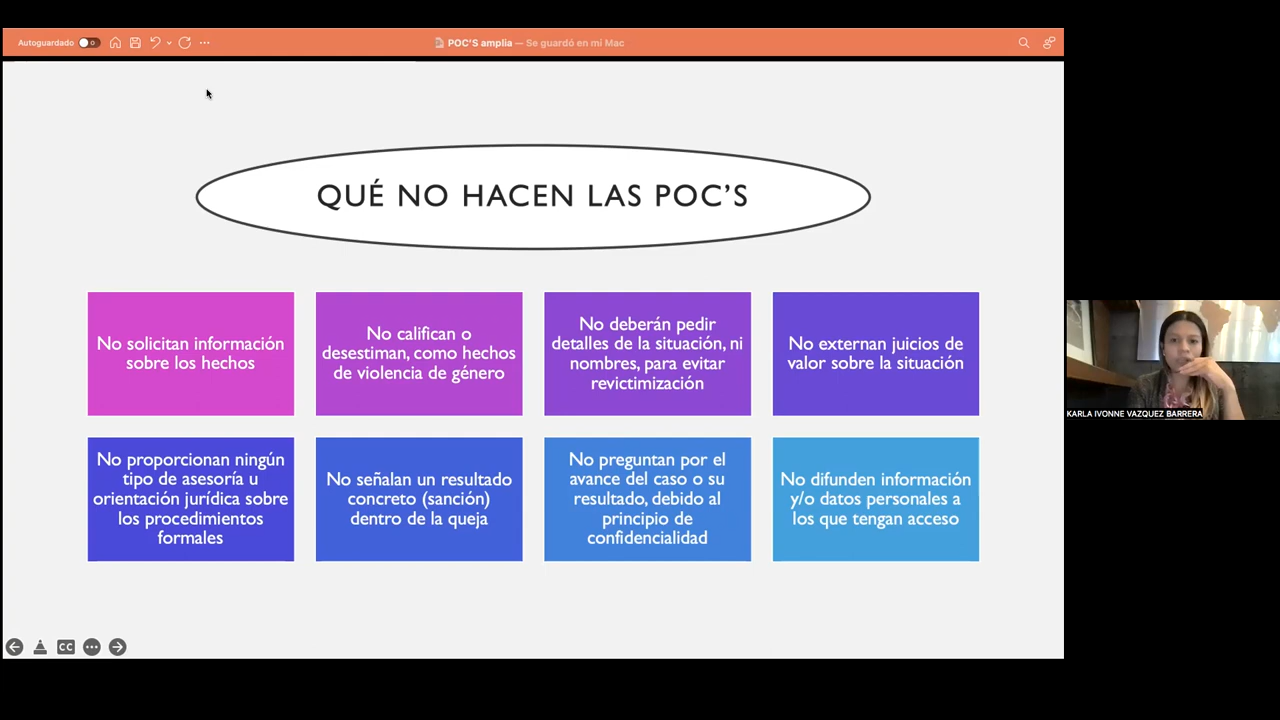 Autoguardado
POC'S amplia — Se guardó en mi Mac
QUÉ NO HACEN LAS POC'S
No solicitan información
sobre los hechos
No califican o
desestiman, como hechos
de violencia de género
No deberán pedir
detalles de la situación, ni
nombres, para evitar
revictimización
No externan juicios de
valor sobre la situación
No proporcionan ningún
tipo de asesoría u
orientación jurídica sobre
los procedimientos
formales
No señalan un resultado
concreto (sanción)
dentro de la queja
No preguntan por el
avance del caso o su
resultado, debido al
principio de
confidencialidad
No difunden información
y/o datos personales a
los que tengan acceso
CC
KARLA IVONNE VAZQUEZ BARRERA